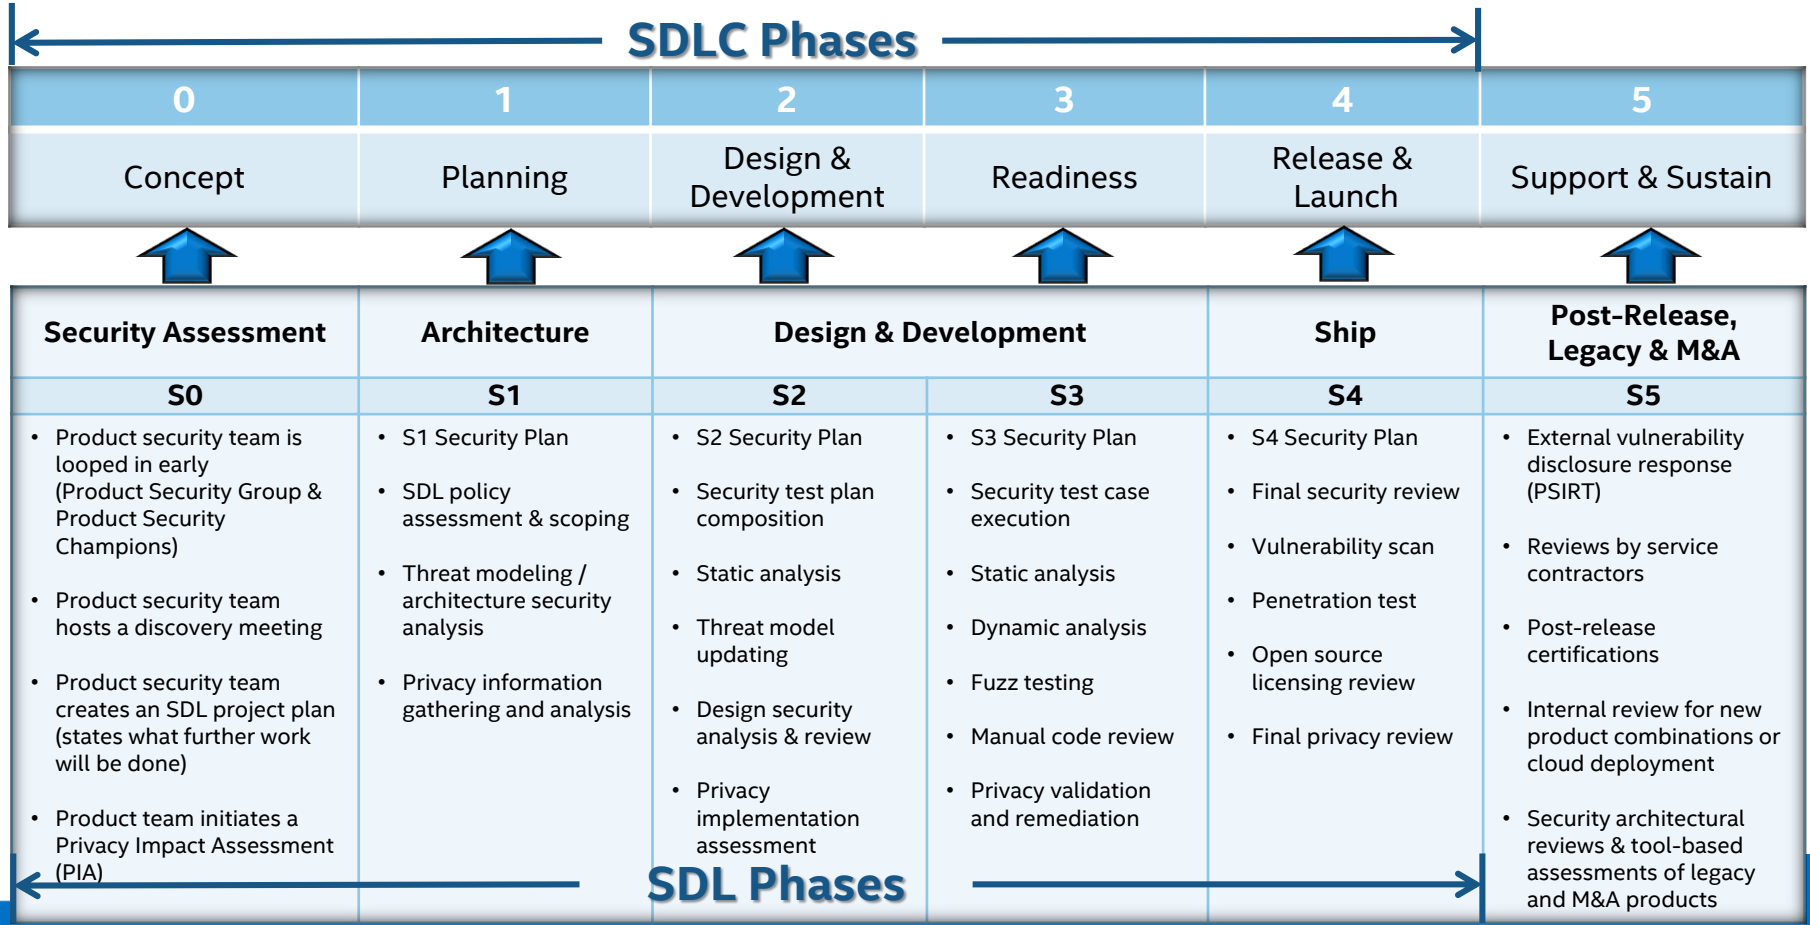 SDLC Phases
0
1
2
3
4
5
Concept
Planning
Design &
Development
Readiness
Release &
Launch
Support & Sustain
Security Assessment
Architecture
Design & Development
Ship
Post-Release,
Legacy & M&A
S0
S1
S2
S3
S4
S5
• Product security team is
looped in early
(Product Security Group &
Product Security
Champions)
• Product security team
hosts a discovery meeting
• Product security team
creates an SDL project plan
(states what further work
will be done)
• Product team initiates a
Privacy Impact Assessment
(PIA)
• S1 Security Plan
• SDL policy
assessment & scoping
• Threat modeling /
architecture security
analysis
• Privacy information
gathering and analysis
• S2 Security Plan
• Security test plan
composition
• Static analysis
• Threat model
updating
• Design security
analysis & review
• Privacy
implementation
assessment
• S3 Security Plan
• Security test case
execution
• Static analysis
• Dynamic analysis
• Fuzz testing
• Manual code review
• Privacy validation
and remediation
• S4 Security Plan
• Final security review
• Vulnerability scan
• Penetration test
• Open source
licensing review
• Final privacy review
• External vulnerability
disclosure response
(PSIRT)
• Reviews by service
contractors
• Post-release
certifications
• Internal review for new
product combinations or
cloud deployment
• Security architectural
reviews & tool-based
assessments of legacy
and M&A products
SDL Phases